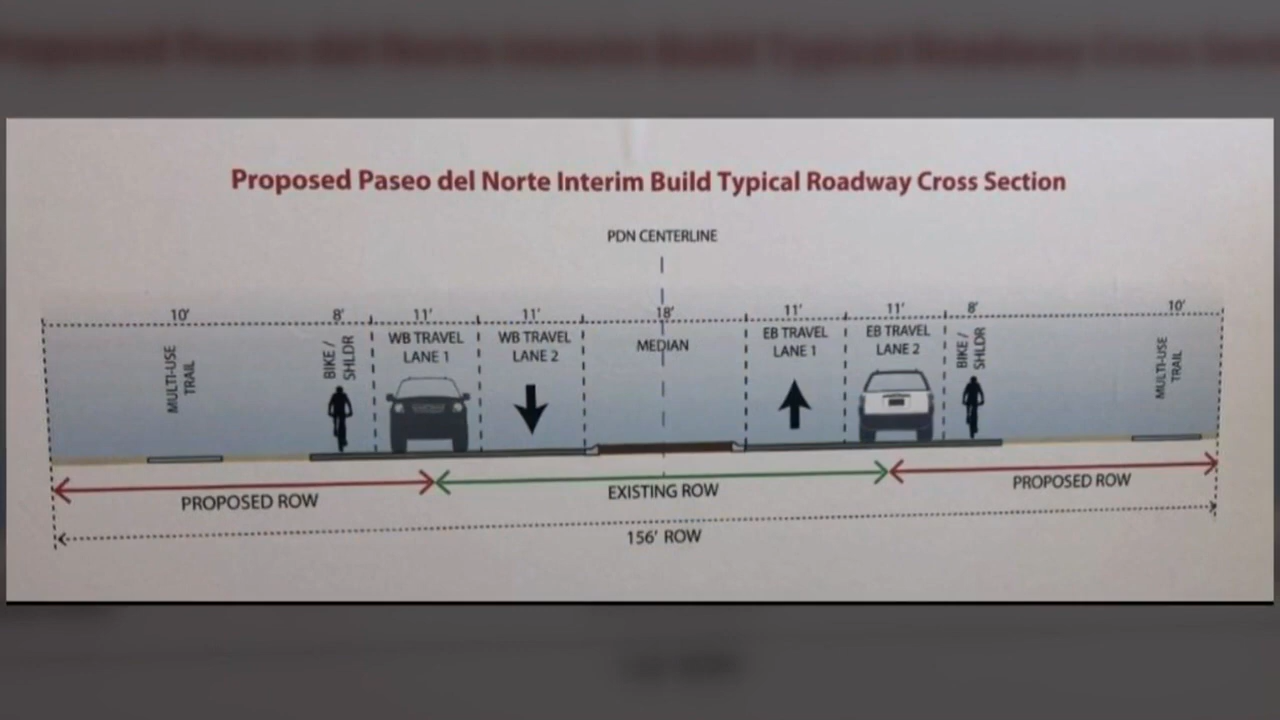 Proposed Paseo del Norte Interim Build Typical Roadway Cross Section
PDN CENTERLINE
10'
8'
11'
11'
18'
11'
11'
8'
10'
MULTI-USE
TRAIL
BIKE /
SHLDR
WB TRAVEL
LANE 1
WB TRAVEL
LANE 2
MEDIAN
EB TRAVEL
LANE 1
EB TRAVEL
LANE 2
BIKE /
SHLDR
MULTI-USE
TRAIL
PROPOSED ROW
EXISTING ROW
PROPOSED ROW
156' ROW